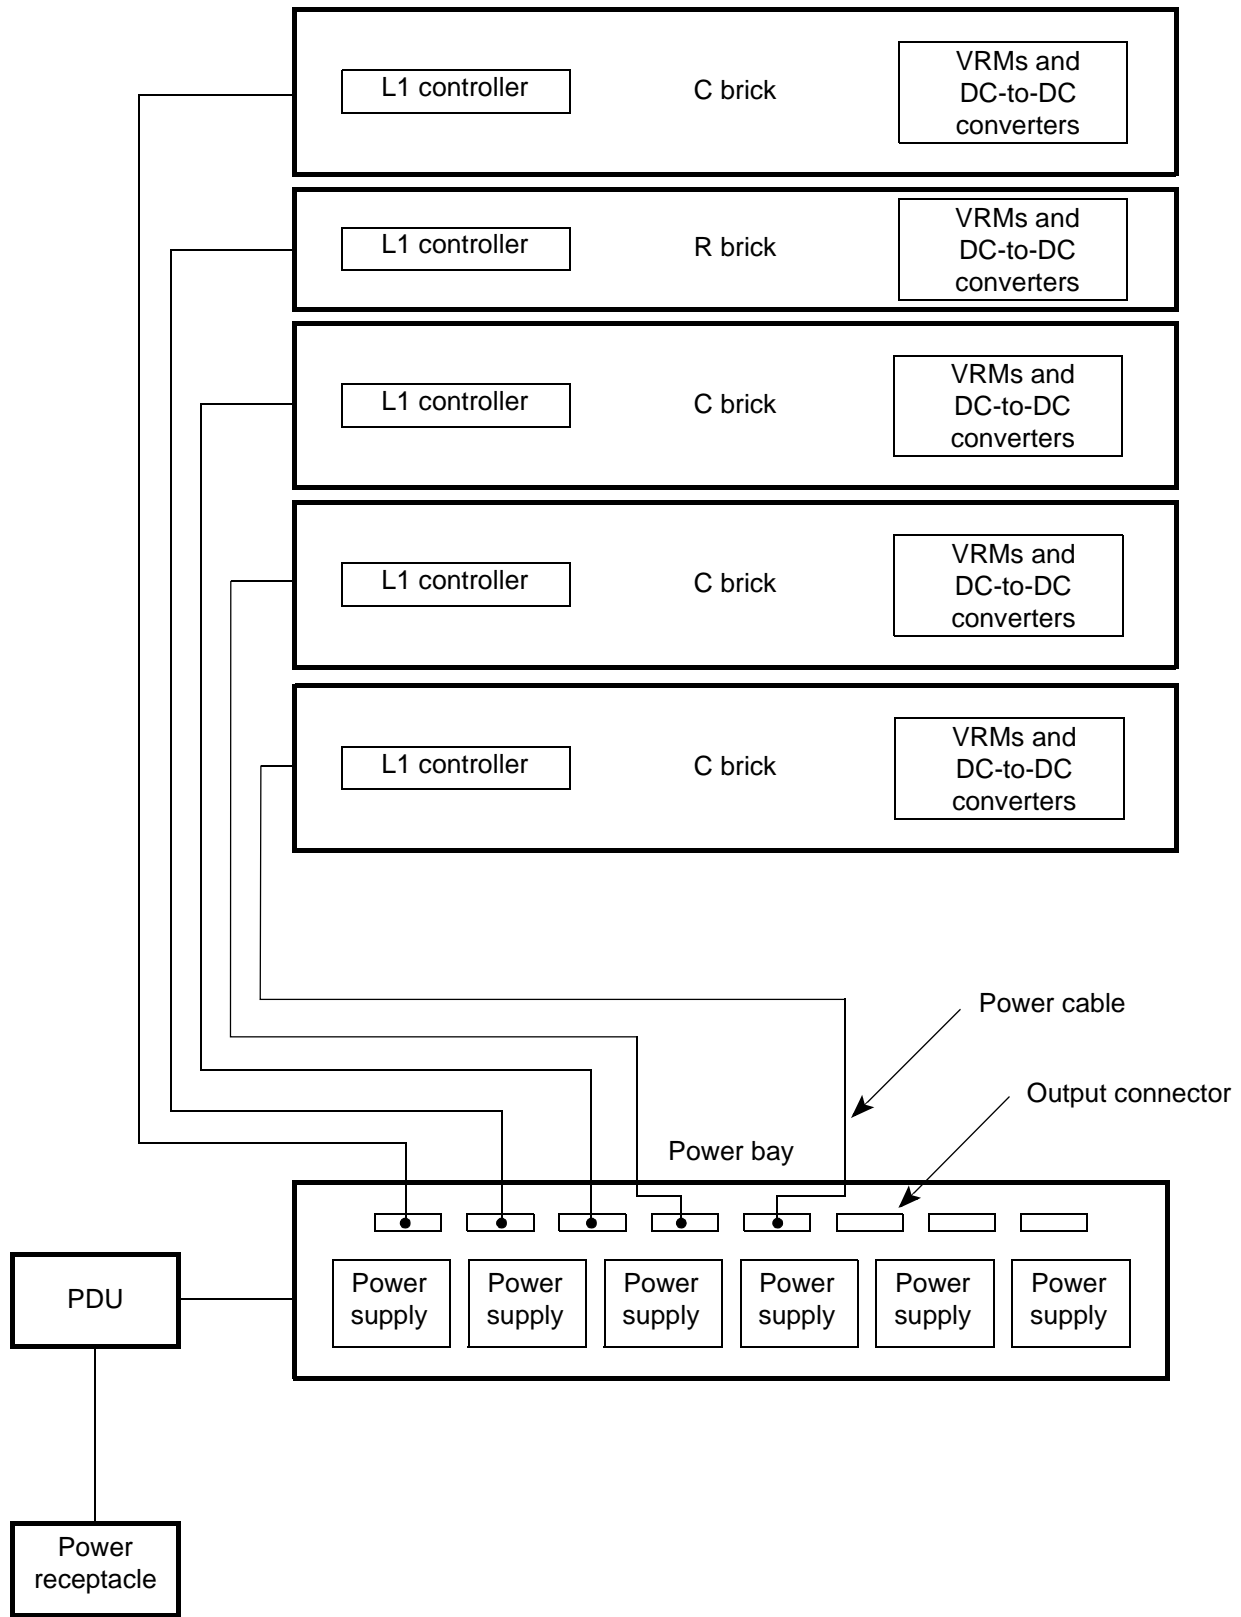 L1 controller
C brick
VRMs and
DC-to-DC
converters
L1 controller
R brick
VRMs and
DC-to-DC
converters
L1 controller
C brick
VRMs and
DC-to-DC
converters
L1 controller
C brick
VRMs and
DC-to-DC
converters
L1 controller
C brick
VRMs and
DC-to-DC
converters
Power cable
Output connector
Power bay
PDU
Power
supply
Power
supply
Power
supply
Power
supply
Power
supply
Power
supply
Power
receptacle